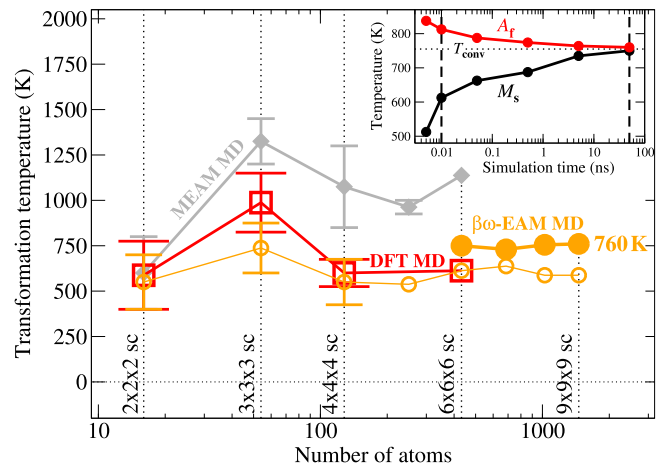 2000
1750
1500
1250
1000
750
500
250
0
Transformation temperature (K)
10
100
1000
Number of atoms
2x2x2 sc
3x3x3 sc
4x4x4 sc
6x6x6 sc
9x9x9 sc
MEAM MD
DFT MD
βω-EAM MD
760 K
800
700
600
500
Temperature (K)
A_f
T_conv
M_s
0.01
0.1
1
10
100
Simulation time (ns)